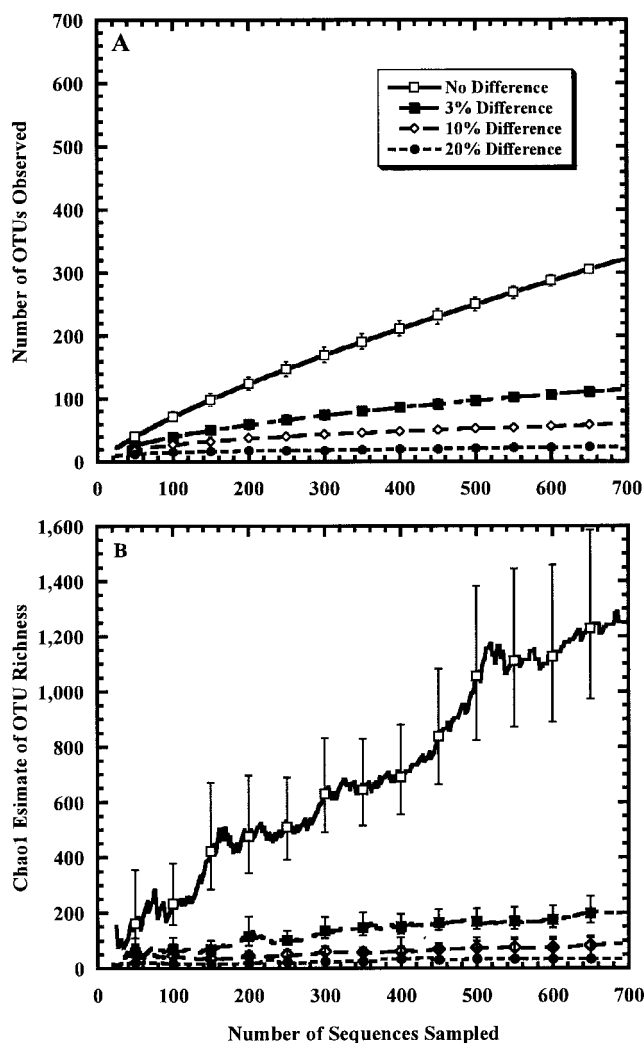 700
A
600
500
400
300
200
100
0
Number of OTUs Observed
No Difference
3% Difference
10% Difference
20% Difference
0 100 200 300 400 500 600 700
1,600
B
1,400
1,200
1,000
800
600
400
200
0
Chao1 Esimate of OTU Richness
0 100 200 300 400 500 600 700
Number of Sequences Sampled